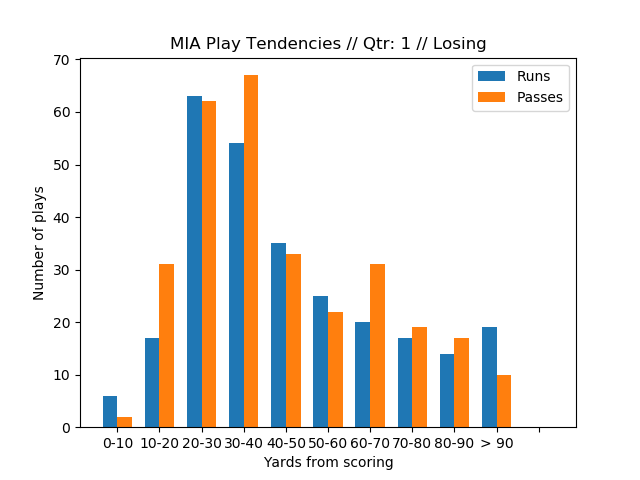 MIA Play Tendencies // Qtr: 1 // Losing
Runs
Passes
70
60
50
40
30
20
10
0
Number of plays
0-10 10-20 20-30 30-40 40-50 50-60 60-70 70-80 80-90 > 90
Yards from scoring